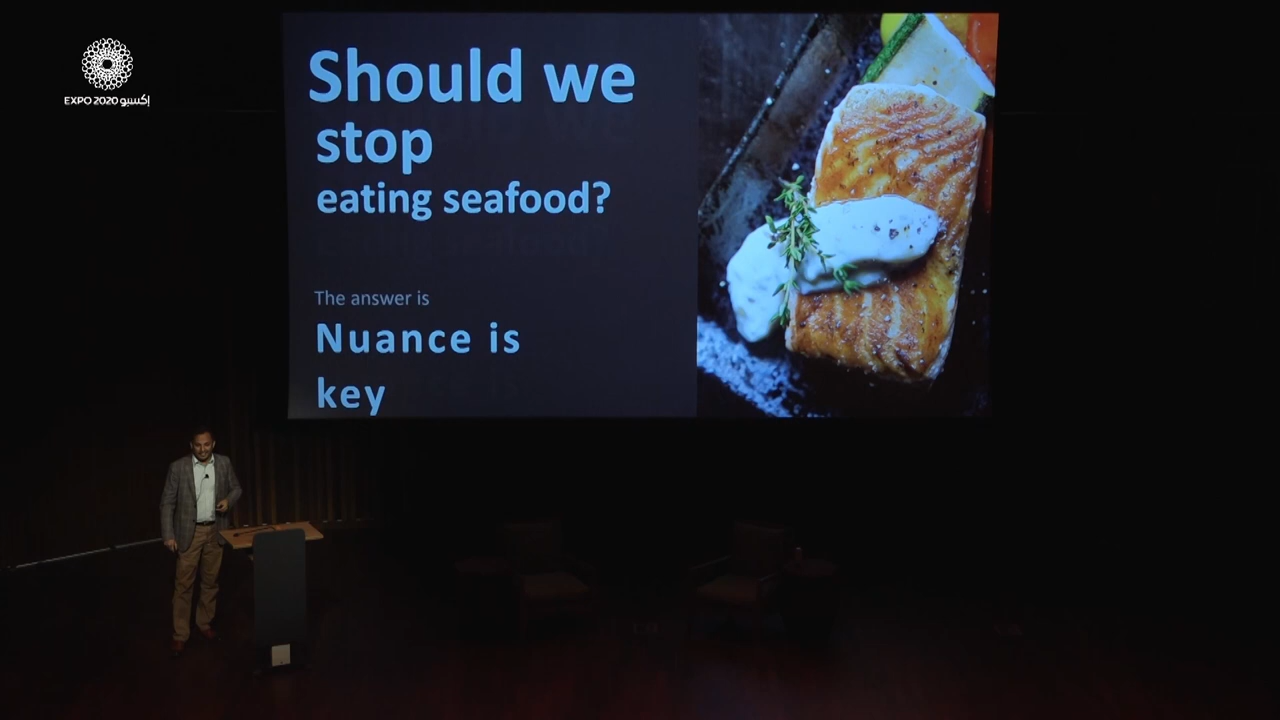 EXPO 2020 إكسبو
Should we
stop
eating seafood?
The answer is
Nuance is
key